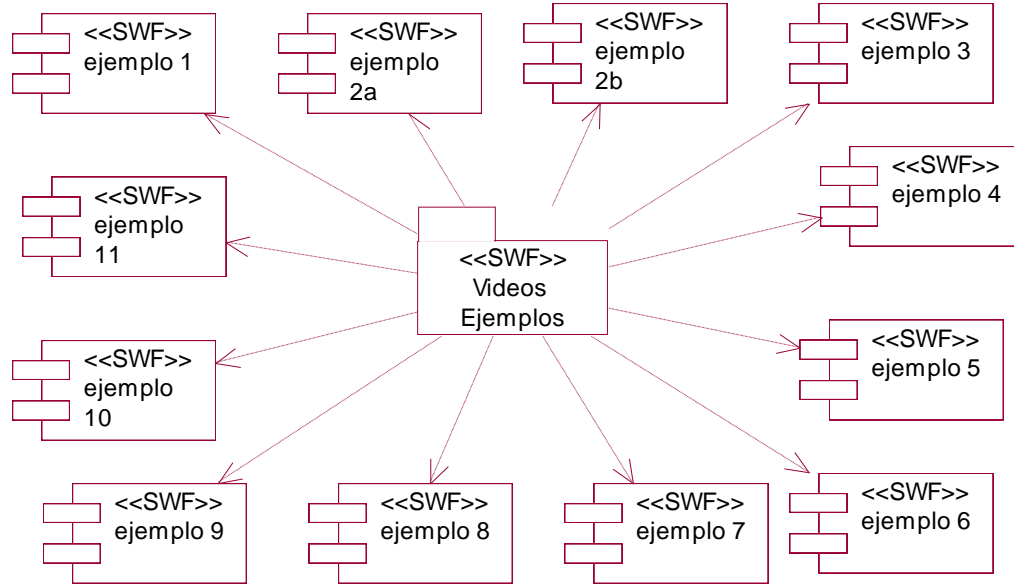 <<SWF>>
ejemplo 1
<<SWF>>
ejemplo
2a
<<SWF>>
ejemplo
2b
<<SWF>>
ejemplo 3
<<SWF>>
ejemplo
11
<<SWF>>
Videos
Ejemplos
<<SWF>>
ejemplo 4
<<SWF>>
ejemplo
10
<<SWF>>
ejemplo 5
<<SWF>>
ejemplo 9
<<SWF>>
ejemplo 8
<<SWF>>
ejemplo 7
<<SWF>>
ejemplo 6